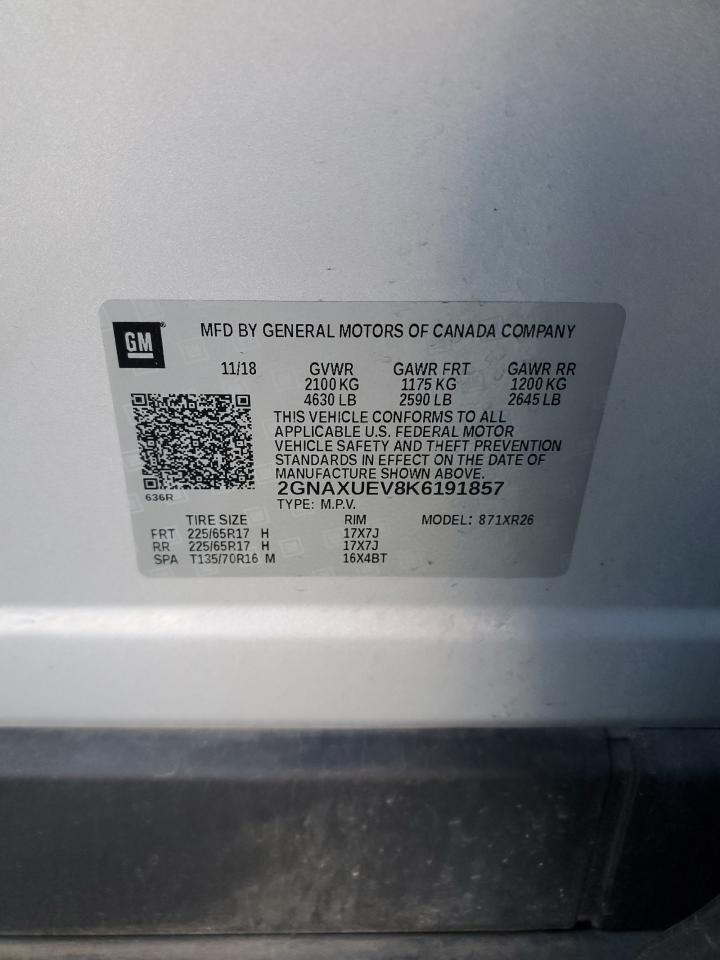 GM
®
MFD BY GENERAL MOTORS OF CANADA COMPANY
11/18 GVWR GAWR FRT GAWR RR
2100 KG 1175 KG 1200 KG
4630 LB 2590 LB 2645 LB
THIS VEHICLE CONFORMS TO ALL
APPLICABLE U.S. FEDERAL MOTOR
VEHICLE SAFETY AND THEFT PREVENTION
STANDARDS IN EFFECT ON THE DATE OF
MANUFACTURE SHOWN ABOVE.
636R
2GNAXUEV8K6191857
TYPE: M.P.V.
TIRE SIZE RIM MODEL: 871XR26
FRT 225/65R17 H 17X7J
RR 225/65R17 H 17X7J
SPA T135/70R16 M 16X4BT